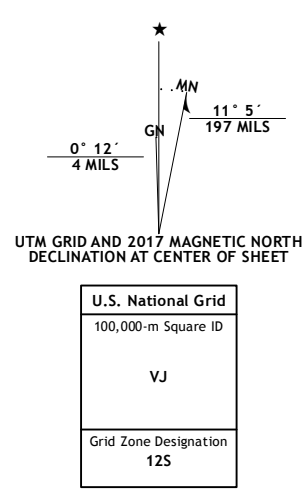 ★
MN
11° 5´
197 MILS
GN
0° 12´
4 MILS
UTM GRID AND 2017 MAGNETIC NORTH
DECLINATION AT CENTER OF SHEET
U.S. National Grid
100,000-m Square ID
VJ
Grid Zone Designation
12S